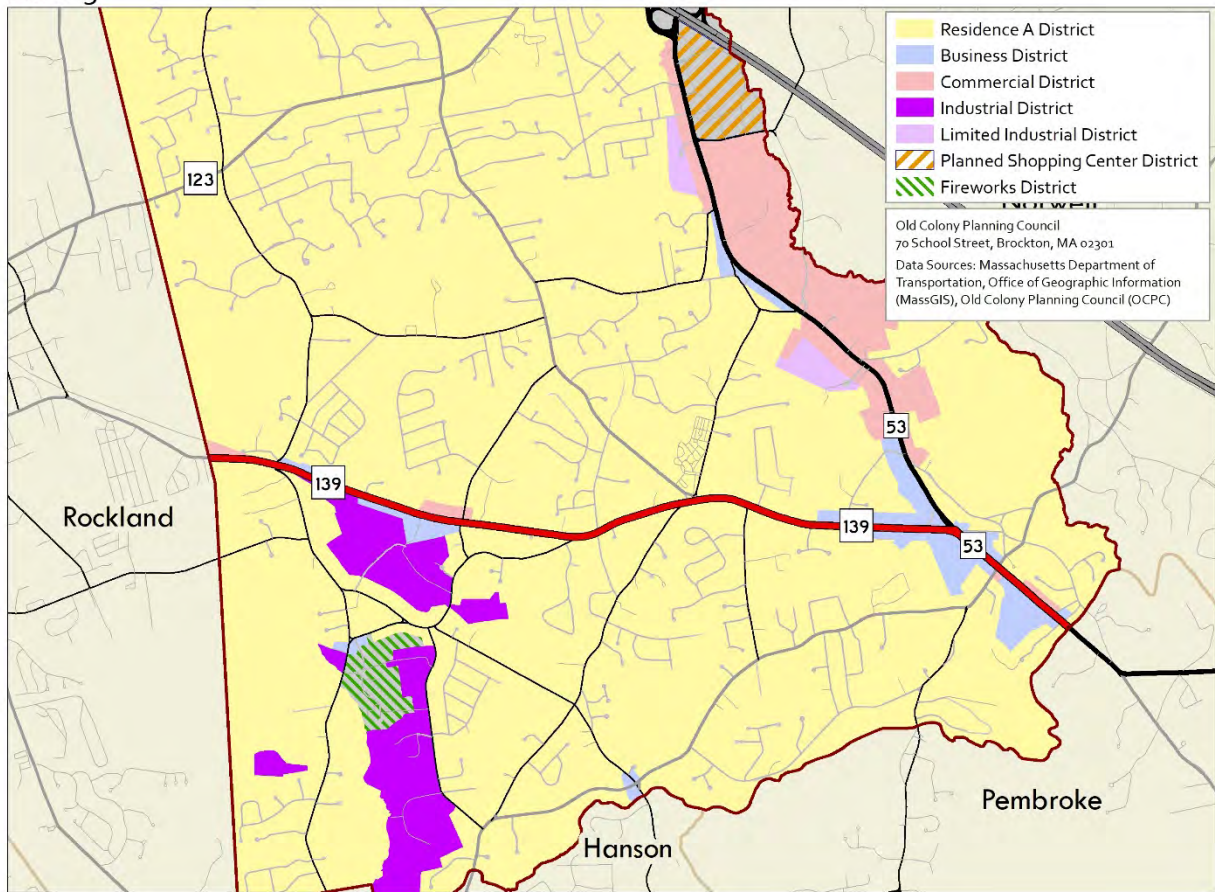 Residence A District
Business District
Commercial District
Industrial District
Limited Industrial District
Planned Shopping Center District
Fireworks District
Old Colony Planning Council
70 School Street, Brockton, MA 02301
Data Sources: Massachusetts Department of
Transportation, Office of Geographic Information
(MassGIS), Old Colony Planning Council (OCPC)
Norwell
123
53
139
Rockland
139
53
Pembroke
Hanson